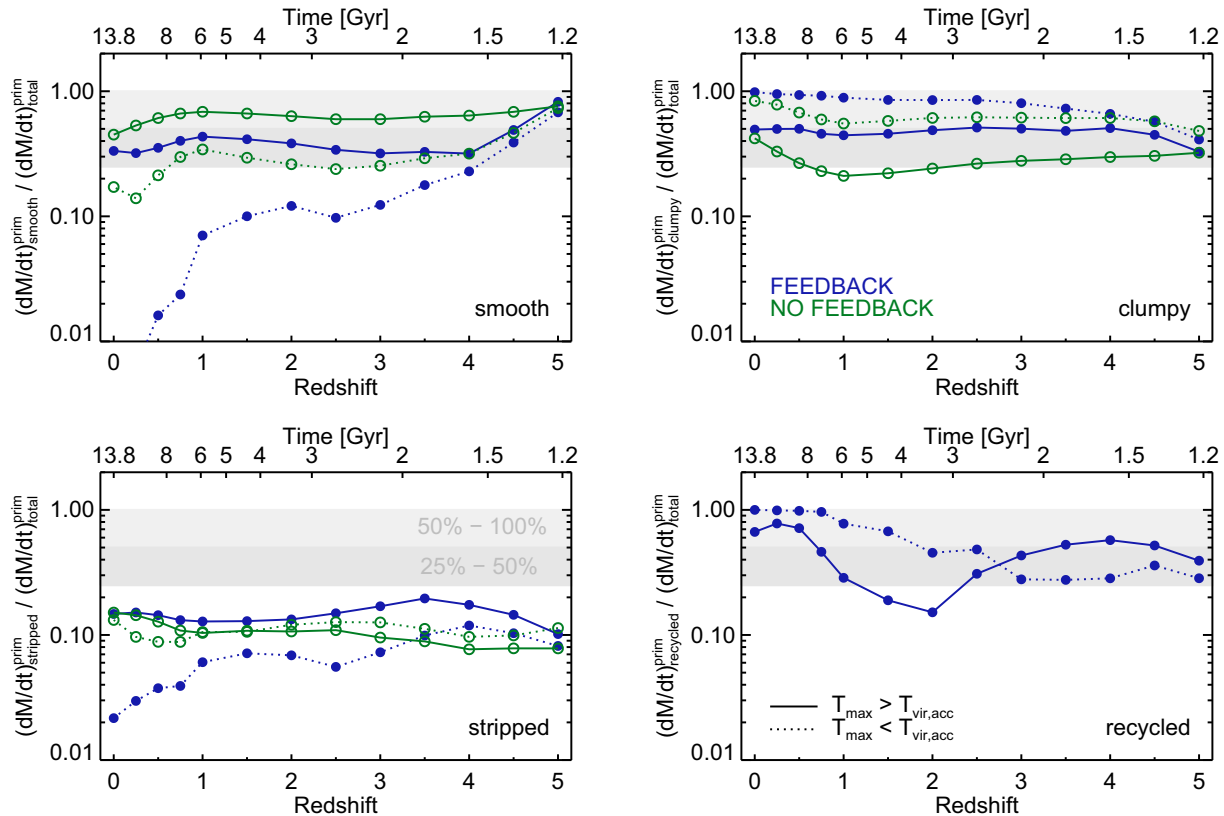 Time [Gyr]
13.8 8 6 5 4 3 2 1.5 1.2
(dM/dt)^prim_smooth / (dM/dt)^prim_total
1.00
0.10
0.01
smooth
0 1 2 3 4 5
Redshift
Time [Gyr]
13.8 8 6 5 4 3 2 1.5 1.2
(dM/dt)^prim_clumpy / (dM/dt)^prim_total
1.00
0.10
0.01
FEEDBACK
NO FEEDBACK
clumpy
0 1 2 3 4 5
Redshift
Time [Gyr]
13.8 8 6 5 4 3 2 1.5 1.2
(dM/dt)^prim_stripped / (dM/dt)^prim_total
1.00
0.10
0.01
50% − 100%
25% − 50%
stripped
0 1 2 3 4 5
Redshift
Time [Gyr]
13.8 8 6 5 4 3 2 1.5 1.2
(dM/dt)^prim_recycled / (dM/dt)^prim_total
1.00
0.10
0.01
T_max > T_vir,acc
T_max < T_vir,acc
recycled
0 1 2 3 4 5
Redshift